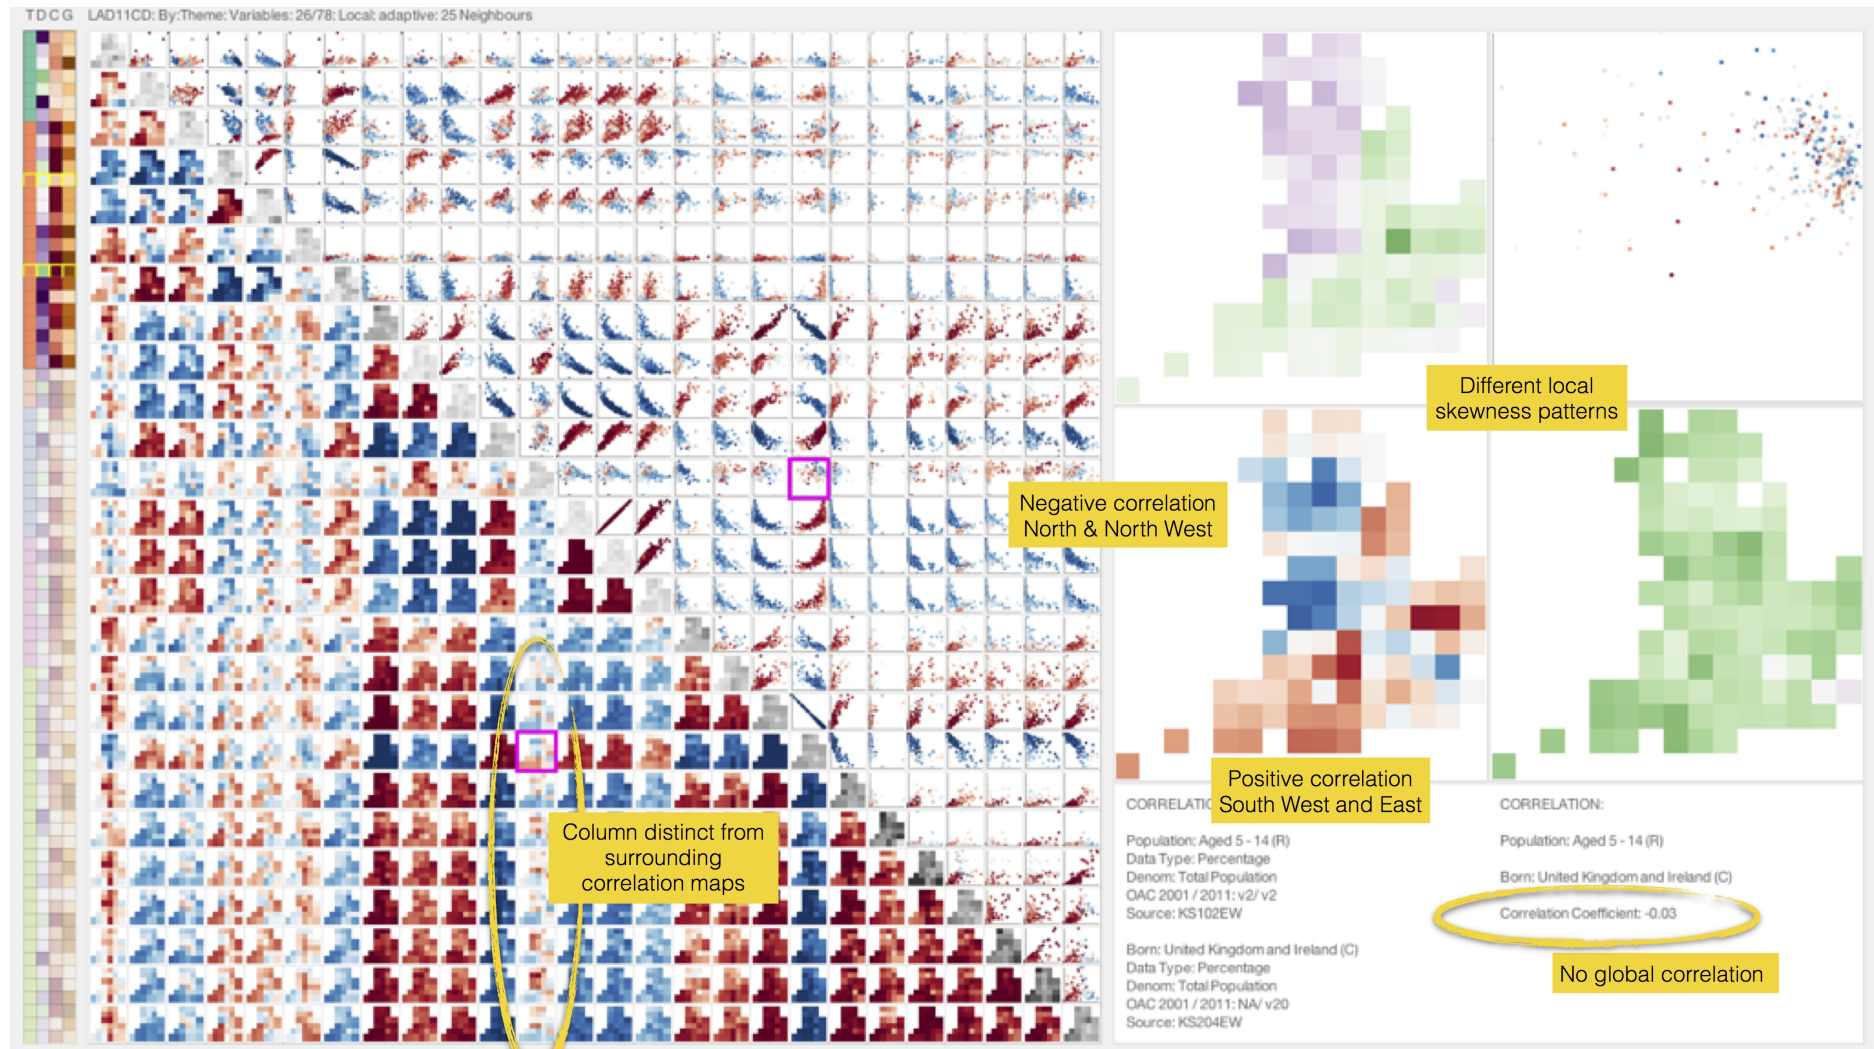 TDCG LAD11CD: By:Theme: Variables: 26/78: Local: adaptive: 25 Neighbours
Different local
skewness patterns
Negative correlation
North & North West
Positive correlation
South West and East
Column distinct from
surrounding
correlation maps
CORRELATIO
Population: Aged 5 - 14 (R)
Data Type: Percentage
Denom: Total Population
OAC 2001 / 2011: v2/ v2
Source: KS102EW
Born: United Kingdom and Ireland (C)
Data Type: Percentage
Denom: Total Population
OAC 2001 / 2011: NA/ v20
Source: KS204EW
CORRELATION:
Population: Aged 5 - 14 (R)
Born: United Kingdom and Ireland (C)
Correlation Coefficient: -0.03
No global correlation